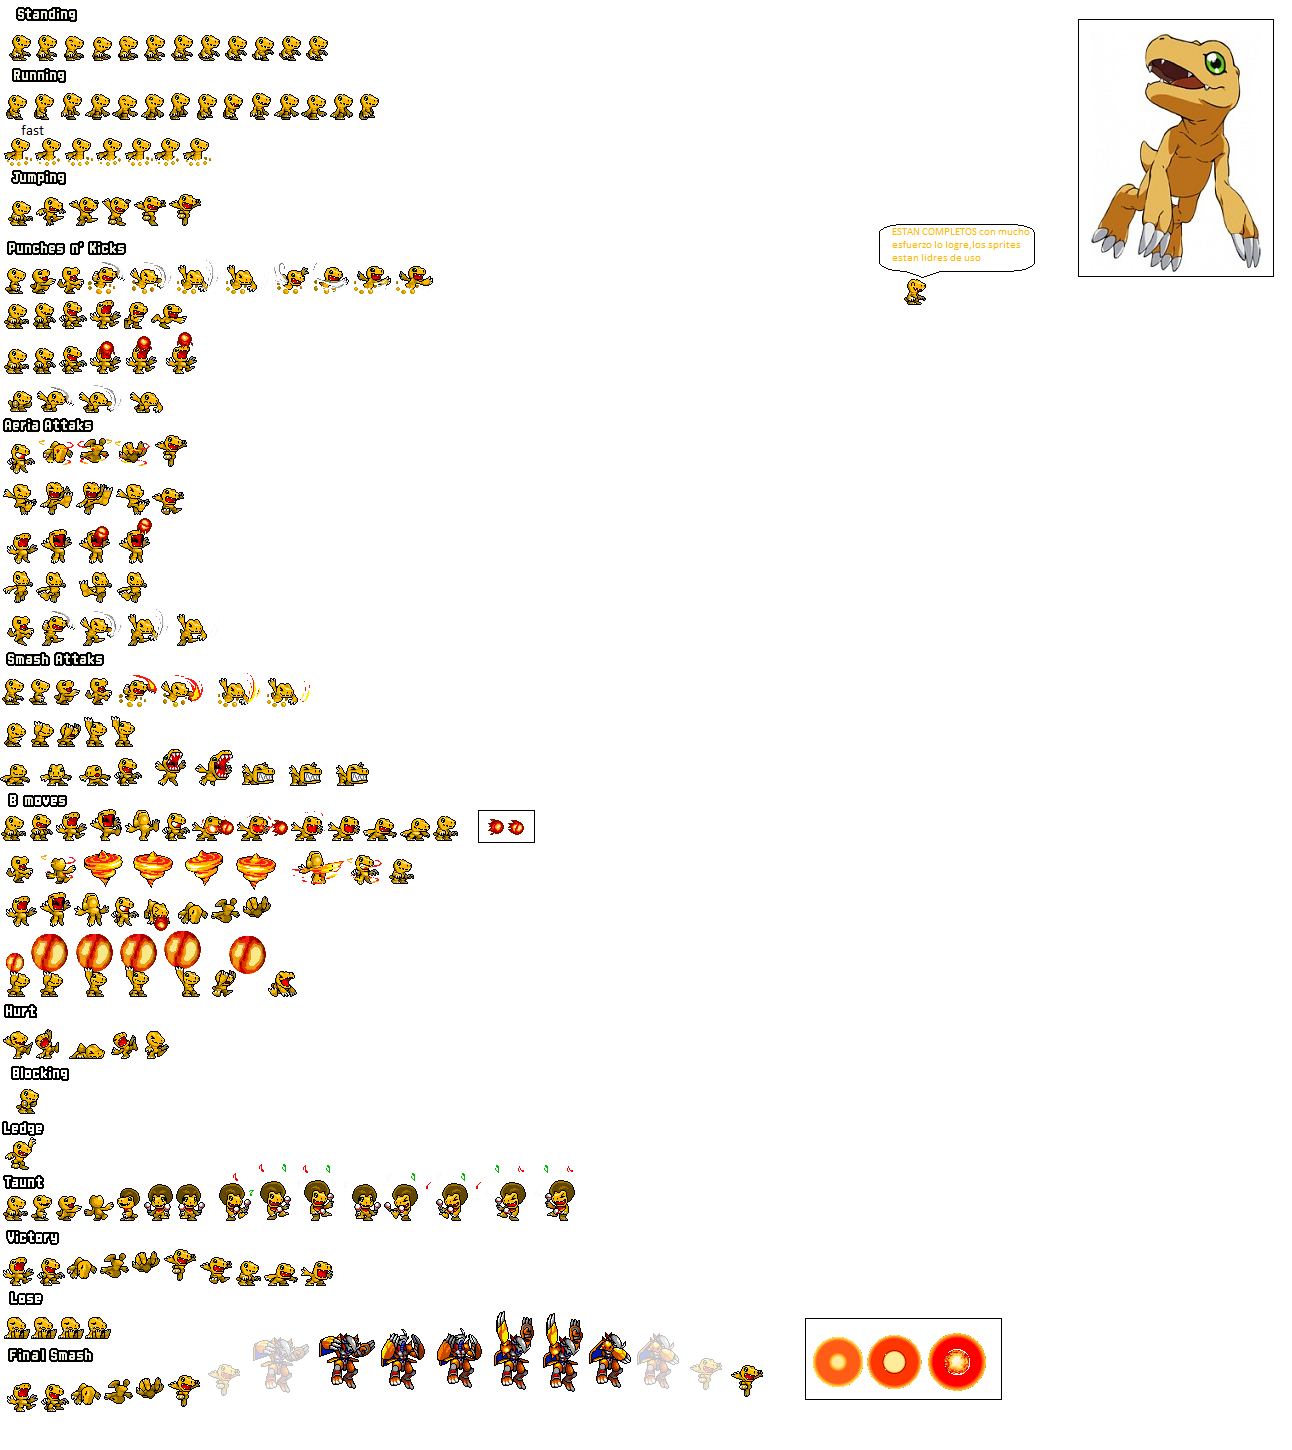 Standing
Running
fast
Jumping
ESTAN COMPLETOS con mucho
esfuerzo lo logre,los sprites
estan lidres de uso
Punches n' Kicks
Aeria Attaks
Smash Attaks
B moves
Hurt
Blocking
Ledge
Taunt
Victory
Lose
Final Smash